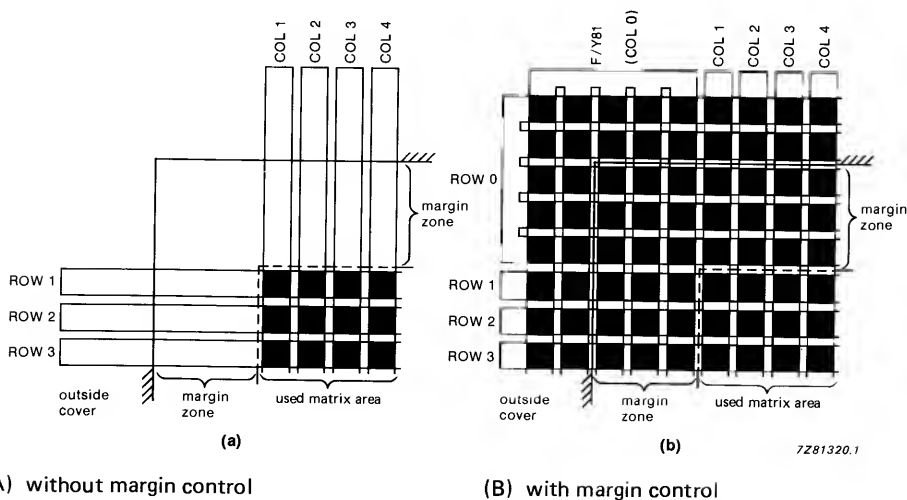 COL 1
COL 2
COL 3
COL 4
margin
zone
ROW 1
ROW 2
ROW 3
outside
cover
margin
zone
used matrix area
(a)
F/Y81
(COL 0)
COL 1
COL 2
COL 3
COL 4
ROW 0
margin
zone
ROW 1
ROW 2
ROW 3
outside
cover
margin
zone
used matrix area
(b)
7Z81320.1
A) without margin control
(B) with margin control